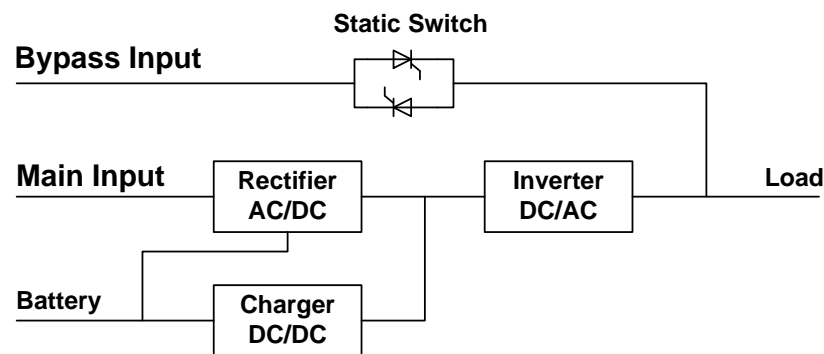 Static Switch
Bypass Input
Main Input
Rectifier
AC/DC
Inverter
DC/AC
Load
Battery
Charger
DC/DC